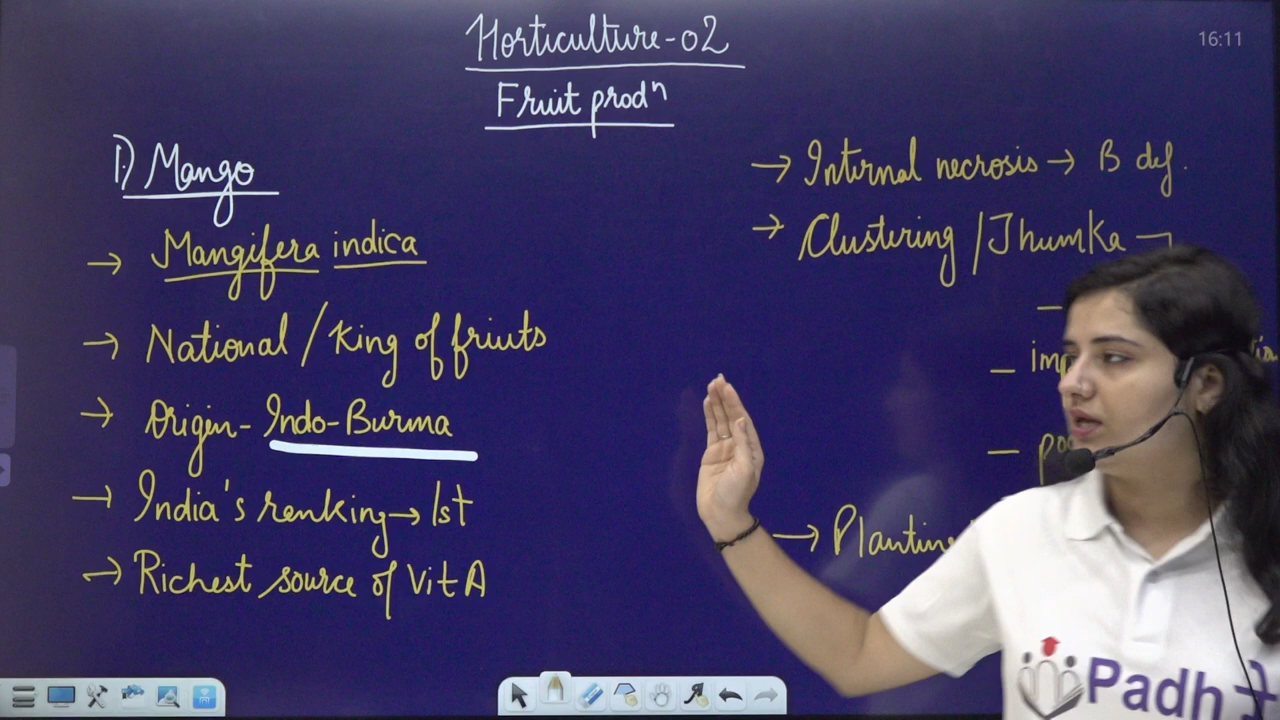 Horticulture-02
Fruit prodⁿ
16:11
1) Mango
→ Mangifera indica
→ National / King of fruits
→ Origin - Indo-Burma
→ India's ranking → 1st
→ Richest source of Vit A
→ Internal necrosis → B def.
→ Clustering / Jhumka ¬
→ Planting
Padh